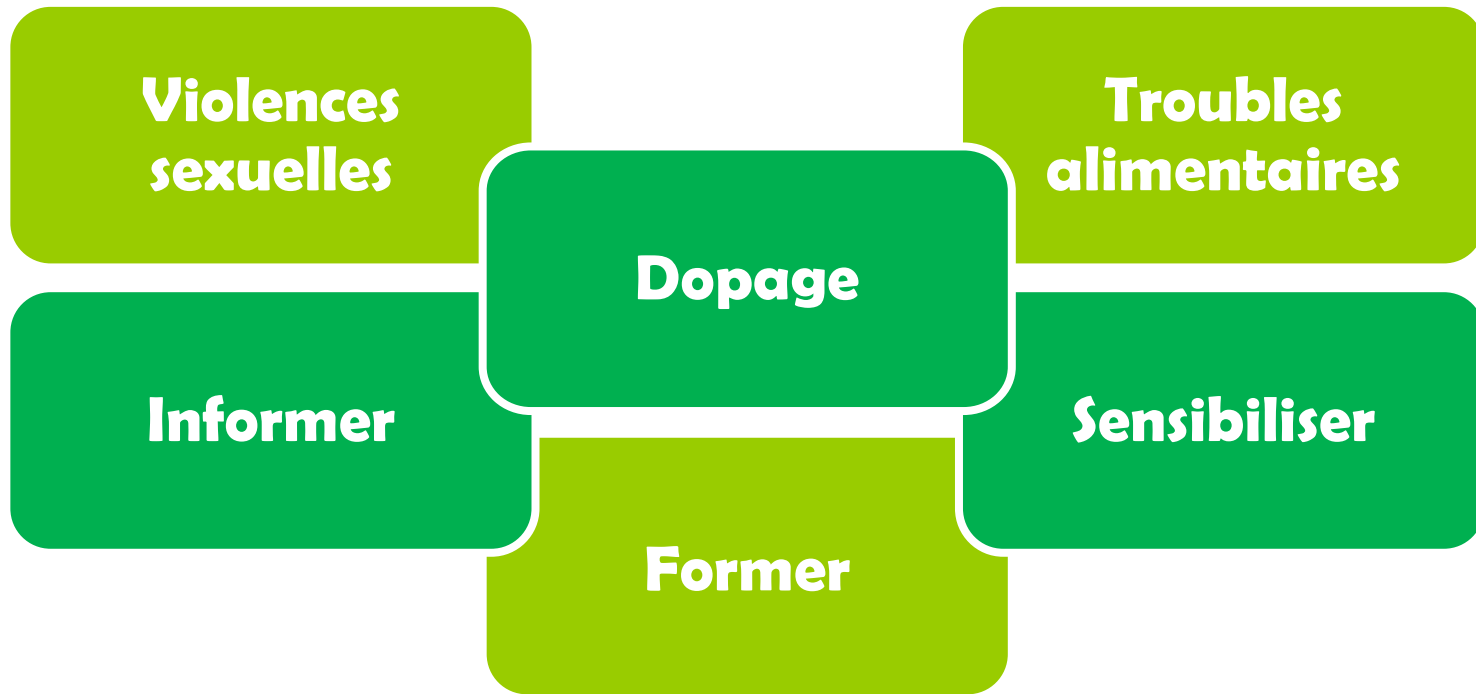 Violences
sexuelles
Troubles
alimentaires
Dopage
Informer
Sensibiliser
Former